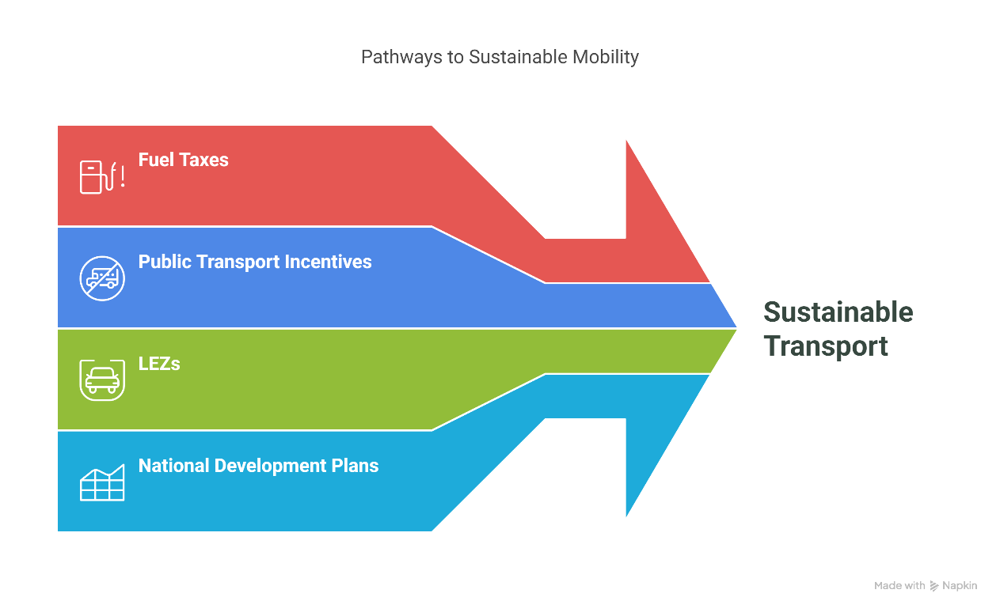 Pathways to Sustainable Mobility
Fuel Taxes
Public Transport Incentives
LEZs
National Development Plans
Sustainable
Transport
Made with Napkin